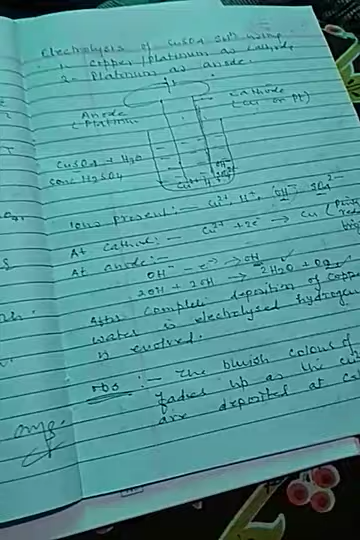 Electrolysis of CuSO4 solⁿ using
1. Copper/Platinum as Cathode
2- Platinum as anode.
Cathode
(Cu or Pt)
Anode
(Platinum
CuSO4 + H2O
conc H2SO4
Ions present:- Cu²⁺, H⁺, OH⁻, SO4²⁻
At Cathode:- Cu²⁺ + 2e⁻ → Cu
At anode:-
OH⁻ - e⁻ → OH
2OH + 2OH → 2H2O + O2
After complete deposition of Copper
water is electrolysed hydrogen
is evolved.
Obs:- The bluish colour of
fades up as the
are deposited at